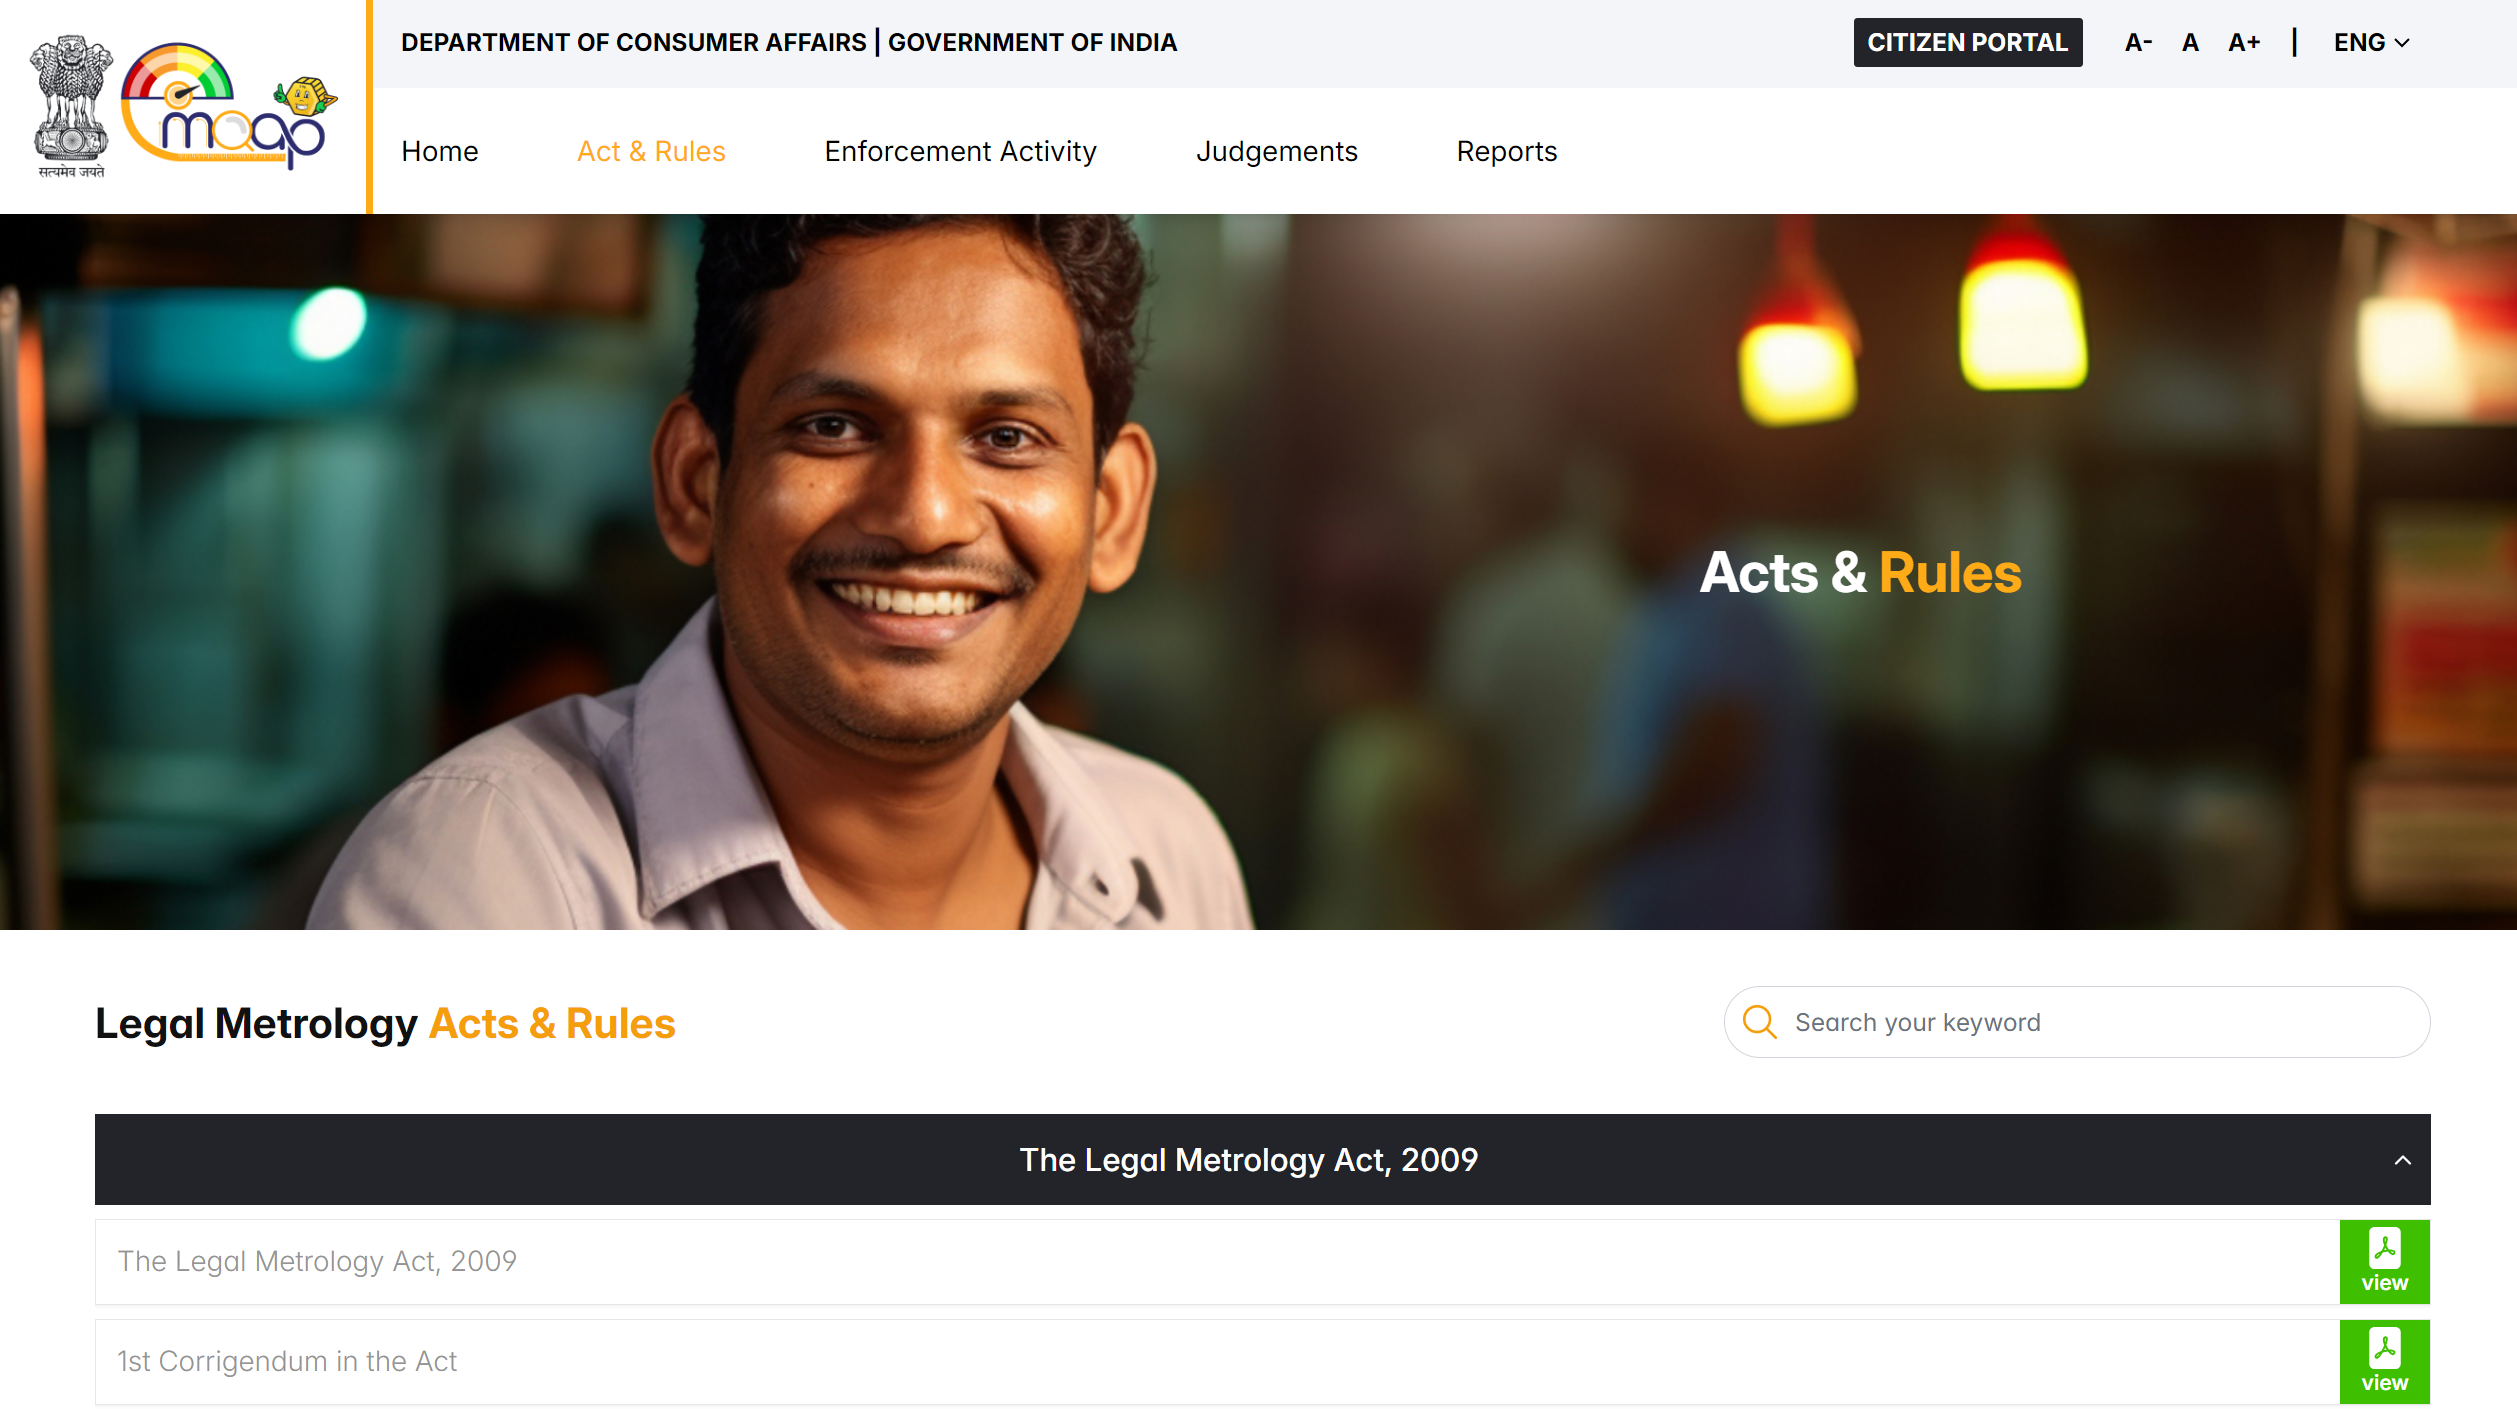 सत्यमेव जयते
emaap
DEPARTMENT OF CONSUMER AFFAIRS | GOVERNMENT OF INDIA
CITIZEN PORTAL
A- A A+ | ENG
Home
Act & Rules
Enforcement Activity
Judgements
Reports
Acts & Rules
Legal Metrology Acts & Rules
Search your keyword
The Legal Metrology Act, 2009
The Legal Metrology Act, 2009
view
1st Corrigendum in the Act
view